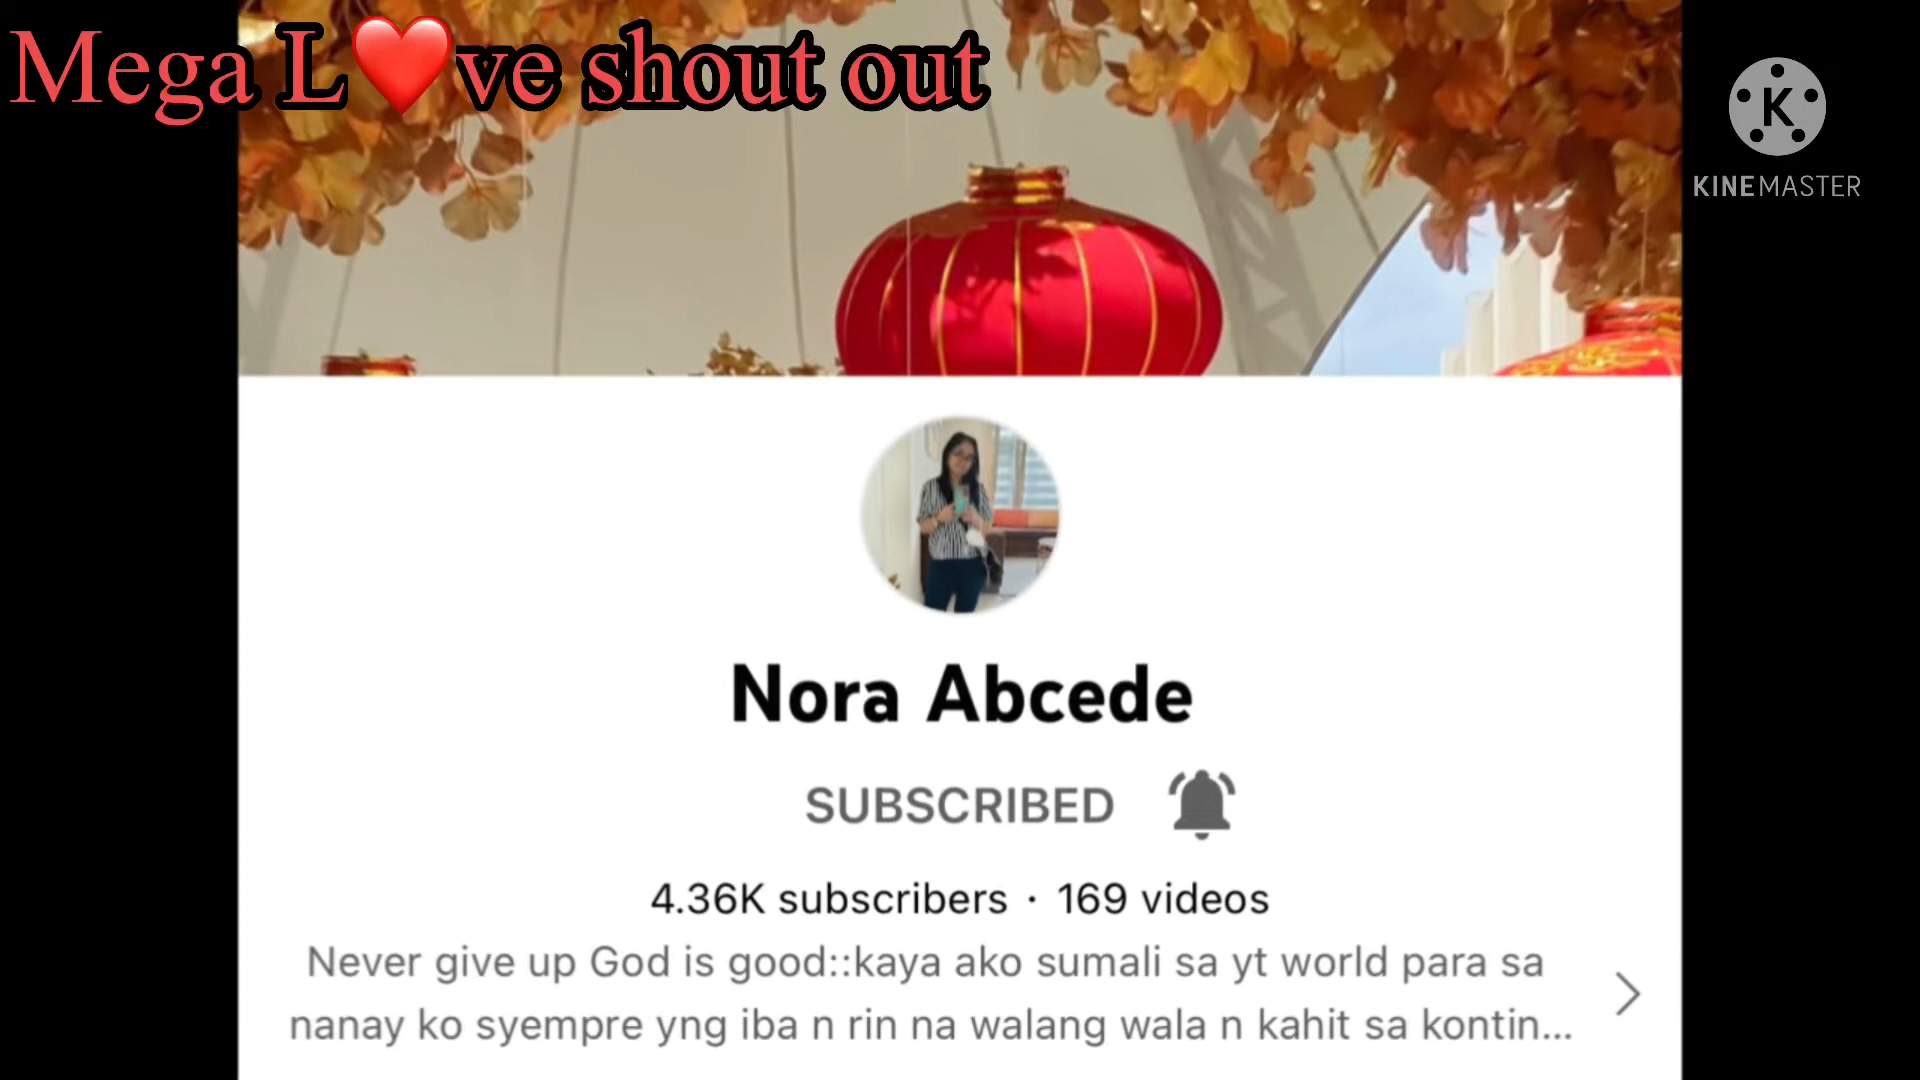 Mega L❤️ve shout out
K
KINEMASTER
Nora Abcede
SUBSCRIBED
4.36K subscribers · 169 videos
Never give up God is good::kaya ako sumali sa yt world para sa
nanay ko syempre yng iba n rin na walang wala n kahit sa kontin...